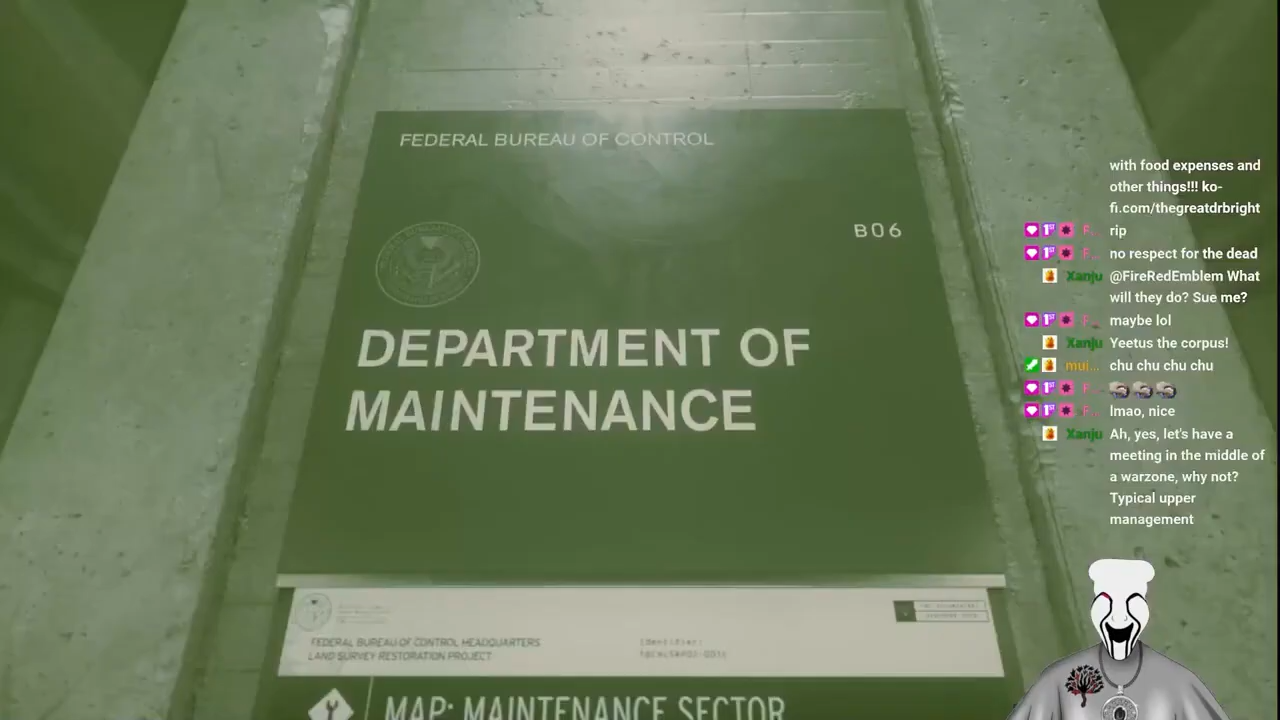 FEDERAL BUREAU OF CONTROL
B06
DEPARTMENT OF
MAINTENANCE
FEDERAL BUREAU OF CONTROL HEADQUARTERS
LAND SURVEY RESTORATION PROJECT
Identifier:
MAP: MAINTENANCE SECTOR
with food expenses and
other things!!! ko-
fi.com/thegreatdrbright
F... rip
F... no respect for the dead
Xanju @FireRedEmblem What
will they do? Sue me?
F... maybe lol
Xanju Yeetus the corpus!
mui... chu chu chu chu
F...
F... lmao, nice
Xanju Ah, yes, let's have a
meeting in the middle of
a warzone, why not?
Typical upper
management